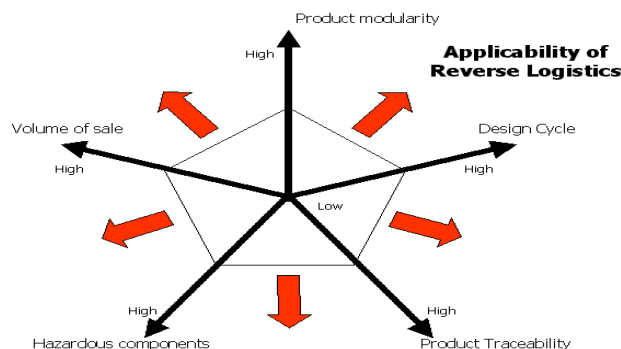 Product modularity
High
Applicability of
Reverse Logistics
Volume of sale
High
Design Cycle
High
Low
High
High
Hazardous components
Product Traceability